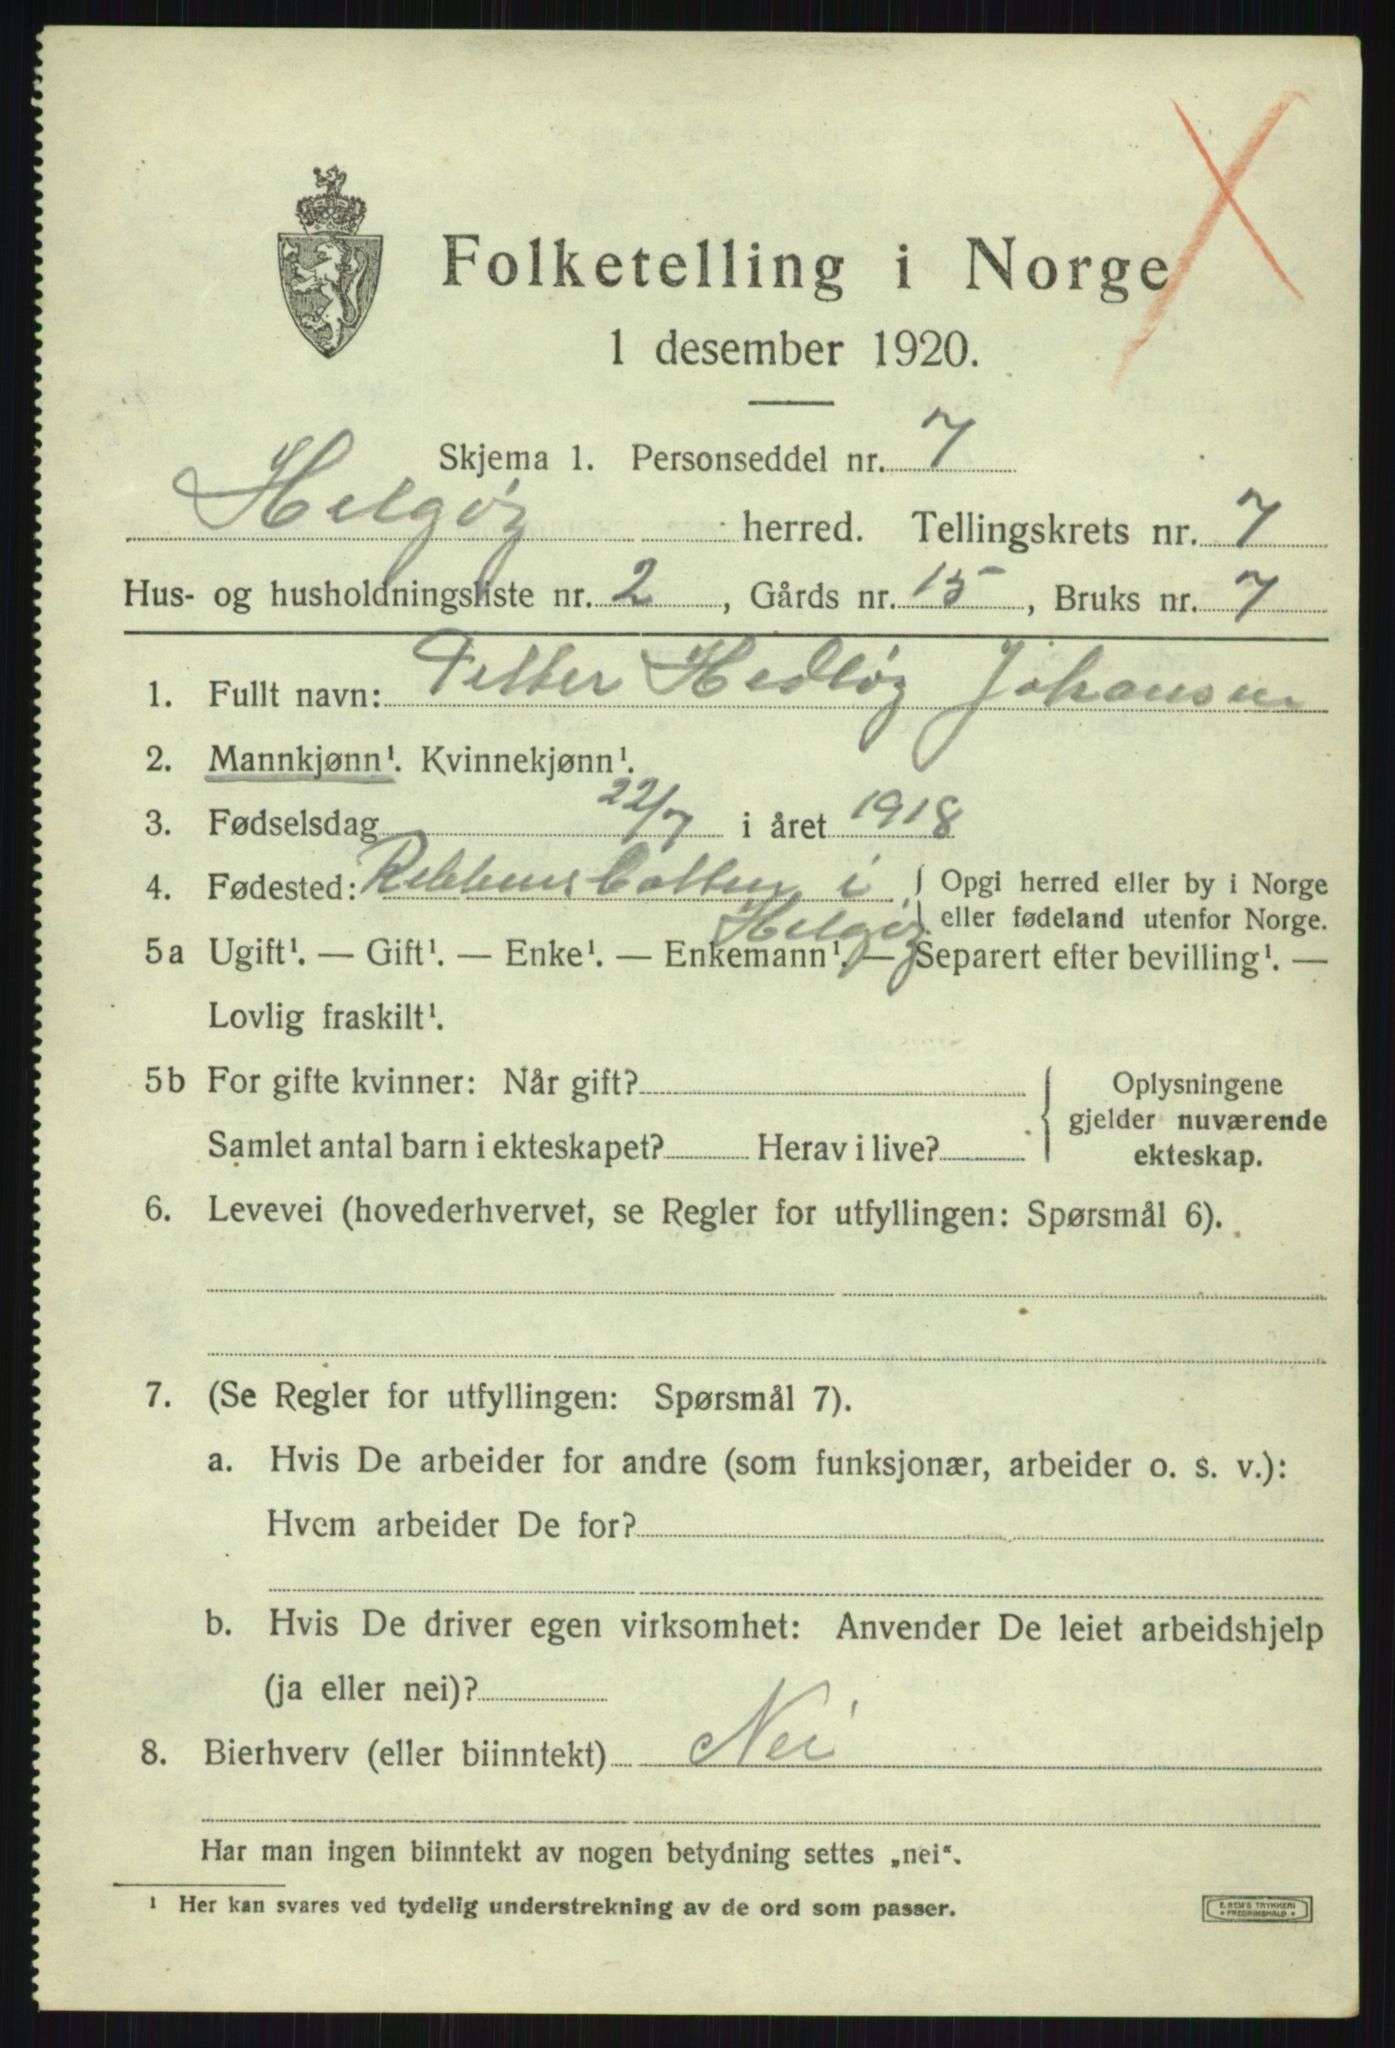 Folketelling i Norge
1 desember 1920.
Skjema 1. Personseddel nr. 7
Helgøy herred. Tellingskrets nr. 7
Hus- og husholdningsliste nr. 2, Gårds nr. 15, Bruks nr. 7
1. Fullt navn: Petter Hedløy Johansen
2. Mannkjønn¹. Kvinnekjønn¹.
3. Fødselsdag 22/7 i året 1918
4. Fødested: i { Opgi herred eller by i Norge
Helgøy eller fødeland utenfor Norge.
5a Ugift¹. — Gift¹. — Enke¹. — Enkemann¹. — Separert efter bevilling¹. —
Lovlig fraskilt¹.
5b For gifte kvinner: Når gift? Oplysningene
gjelder nuværende
Samlet antal barn i ekteskapet? Herav i live? ekteskap.
6. Levevei (hovederhvervet, se Regler for utfyllingen: Spørsmål 6).
7. (Se Regler for utfyllingen: Spørsmål 7).
a. Hvis De arbeider for andre (som funksjonær, arbeider o. s. v.):
Hvem arbeider De for?
b. Hvis De driver egen virksomhet: Anvender De leiet arbeidshjelp
(ja eller nei)?
8. Bierhverv (eller biinntekt) Nei
Har man ingen biinntekt av nogen betydning settes „nei“.
¹ Her kan svares ved tydelig understrekning av de ord som passer.
E. SEM'S TRYKKERI
FREDRIKSHALD